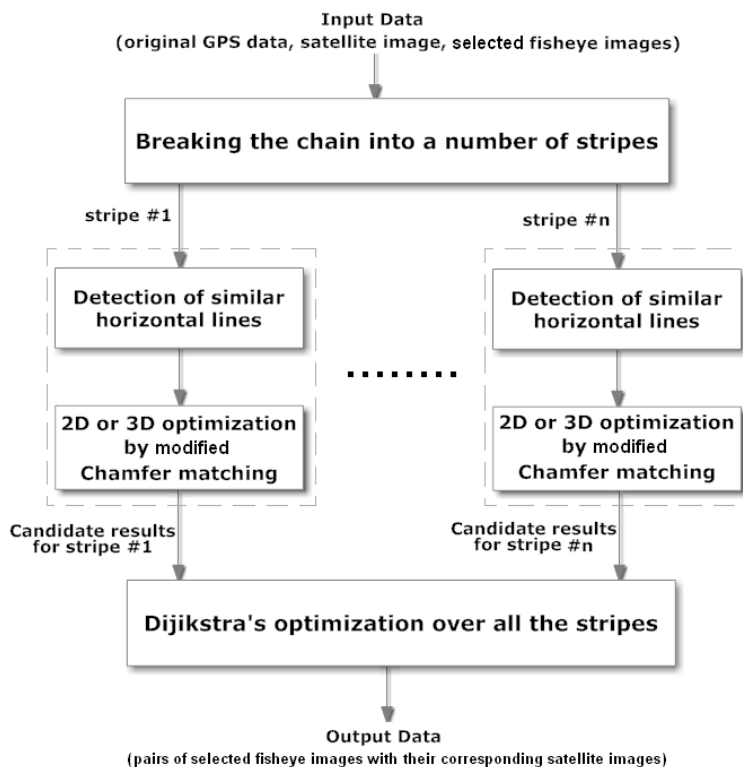 Input Data
(original GPS data, satellite image, selected fisheye images)
Breaking the chain into a number of stripes
stripe #1
stripe #n
Detection of similar
horizontal lines
Detection of similar
horizontal lines
2D or 3D optimization
by modified
Chamfer matching
2D or 3D optimization
by modified
Chamfer matching
Candidate results
for stripe #1
Candidate results
for stripe #n
Dijikstra's optimization over all the stripes
Output Data
(pairs of selected fisheye images with their corresponding satellite images)